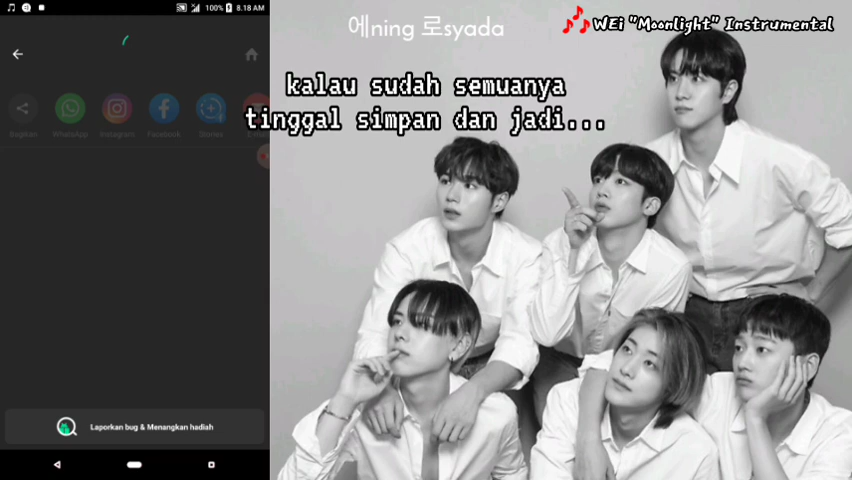 8.18 AM
100%
에ning 로syada
WEi "Moonlight" Instrumental
kalau sudah semuanya
tinggal simpan dan jadi...
Bagikan
WhatsApp
Instagram
Facebook
Stories
Laporkan bug & Menangkan hadiah